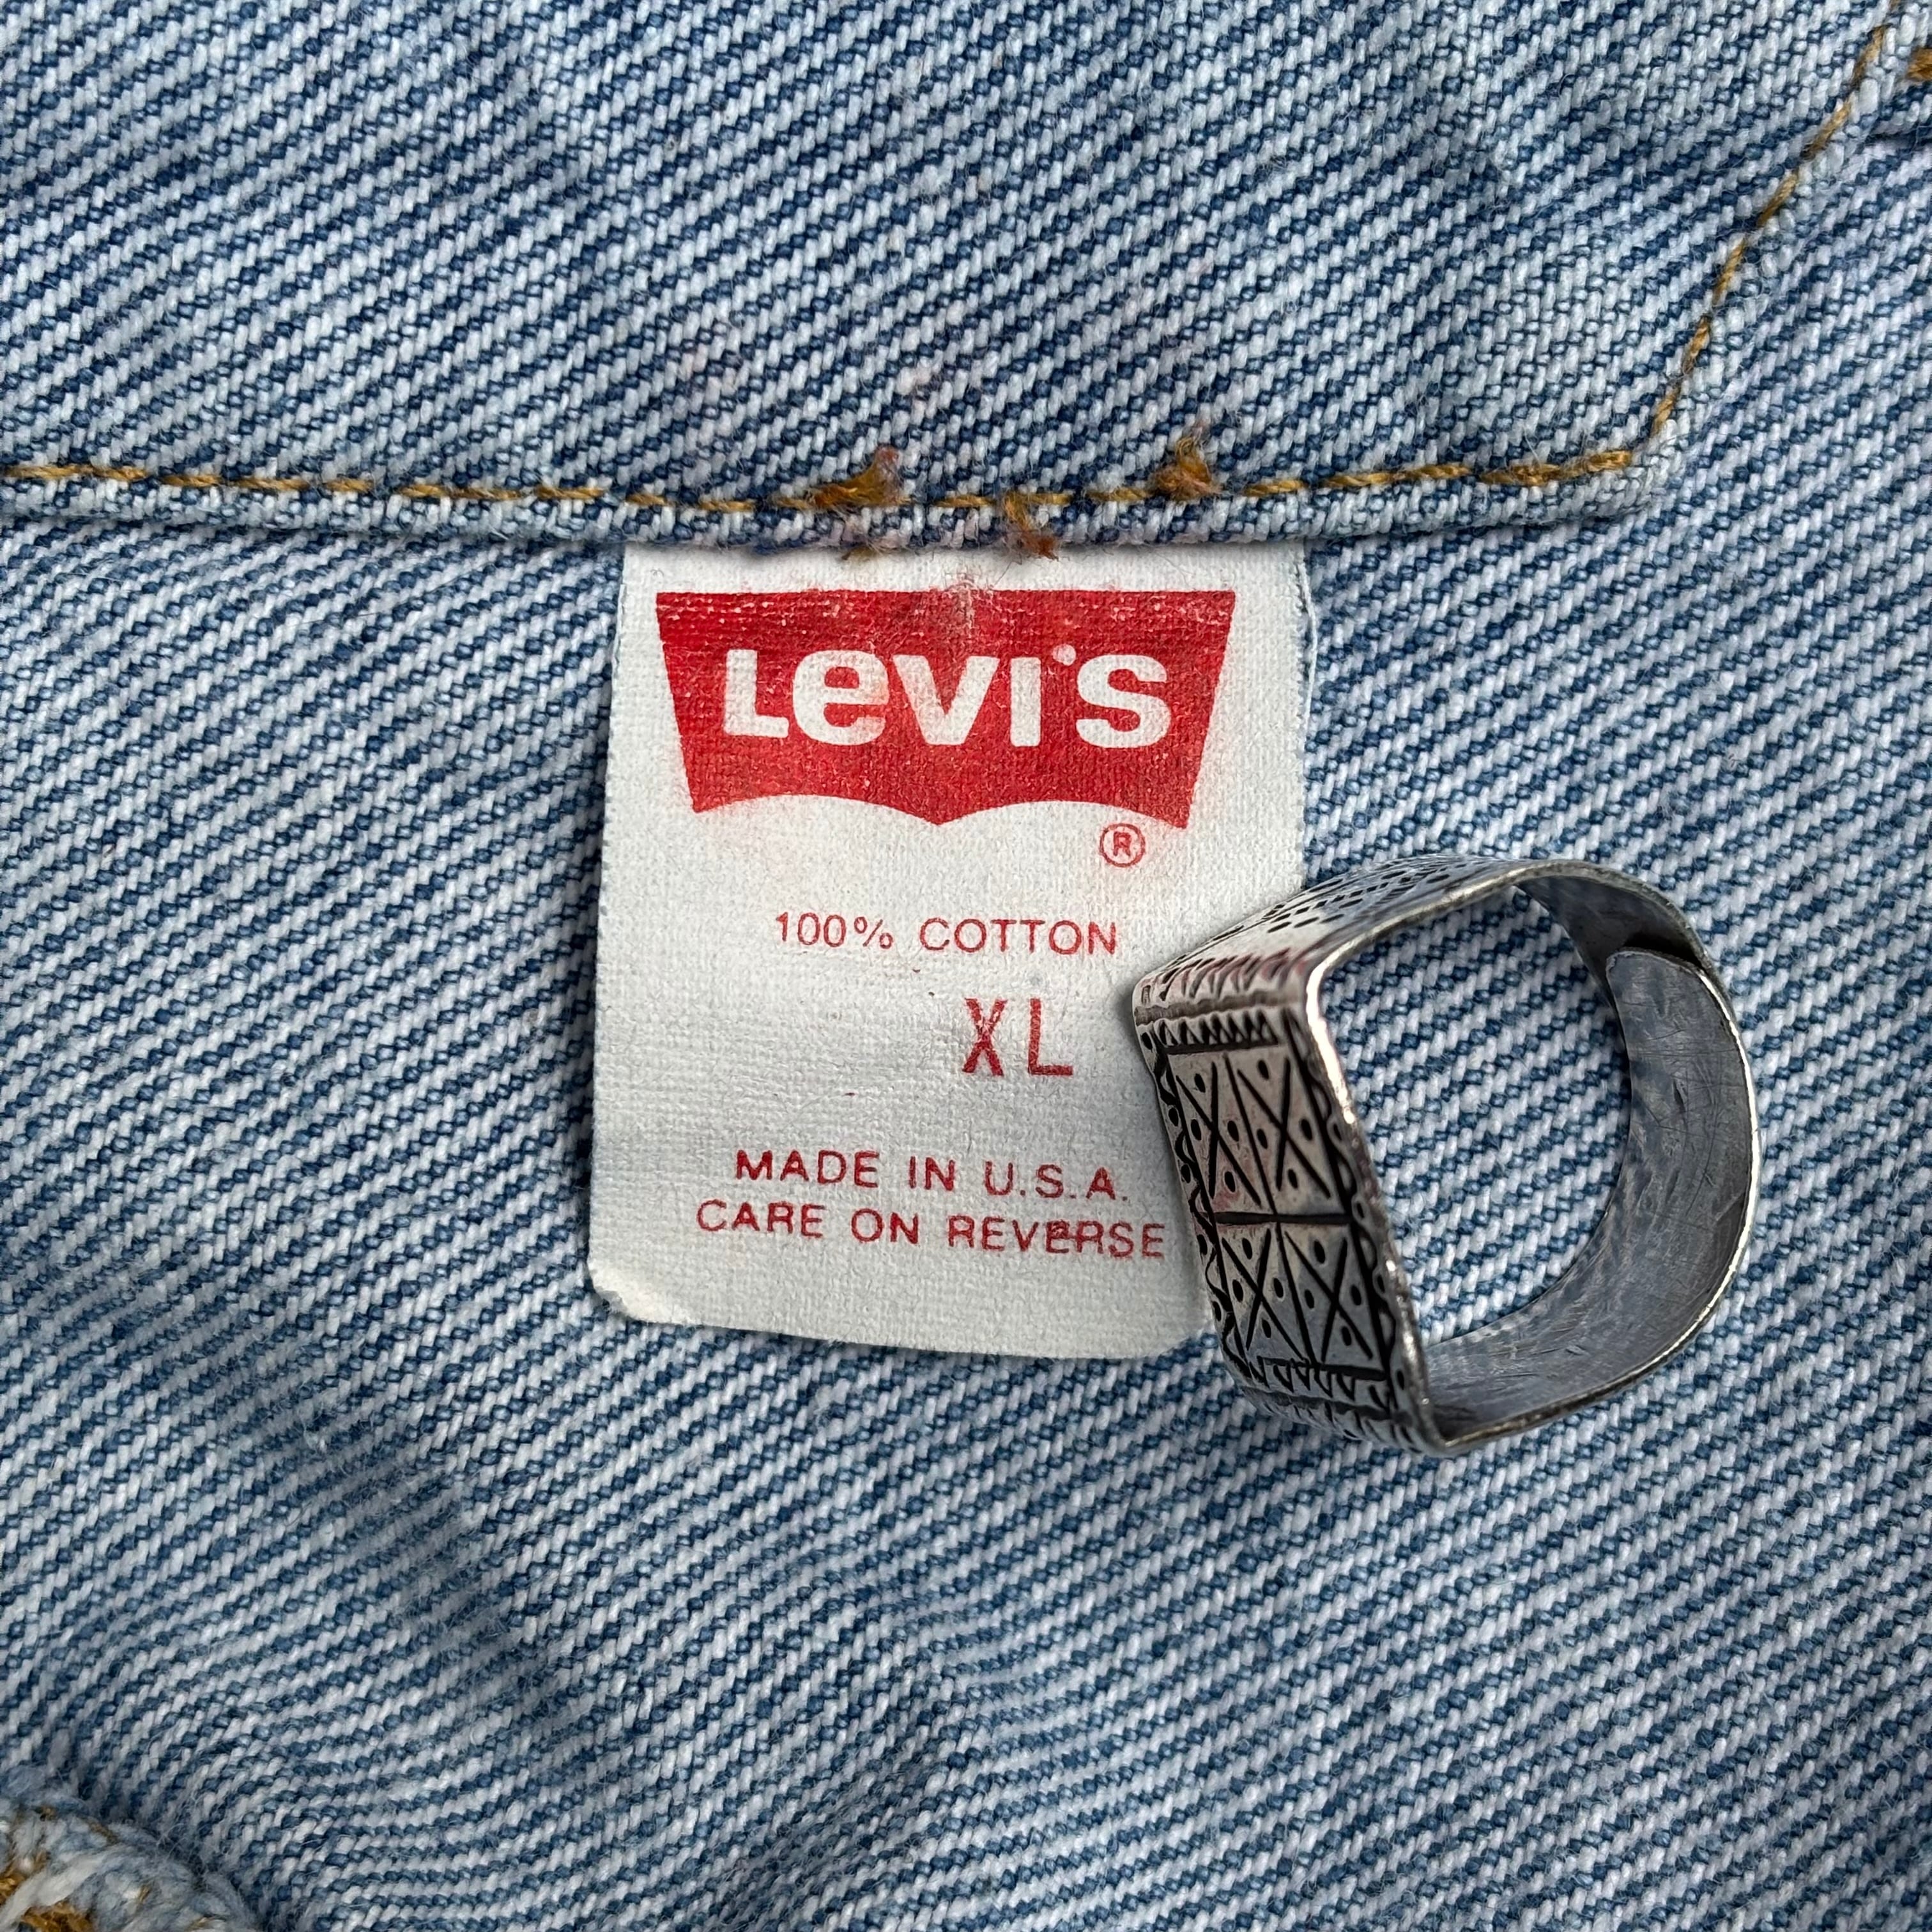 Levi's
®
100% COTTON
XL
MADE IN U.S.A.
CARE ON REVERSE